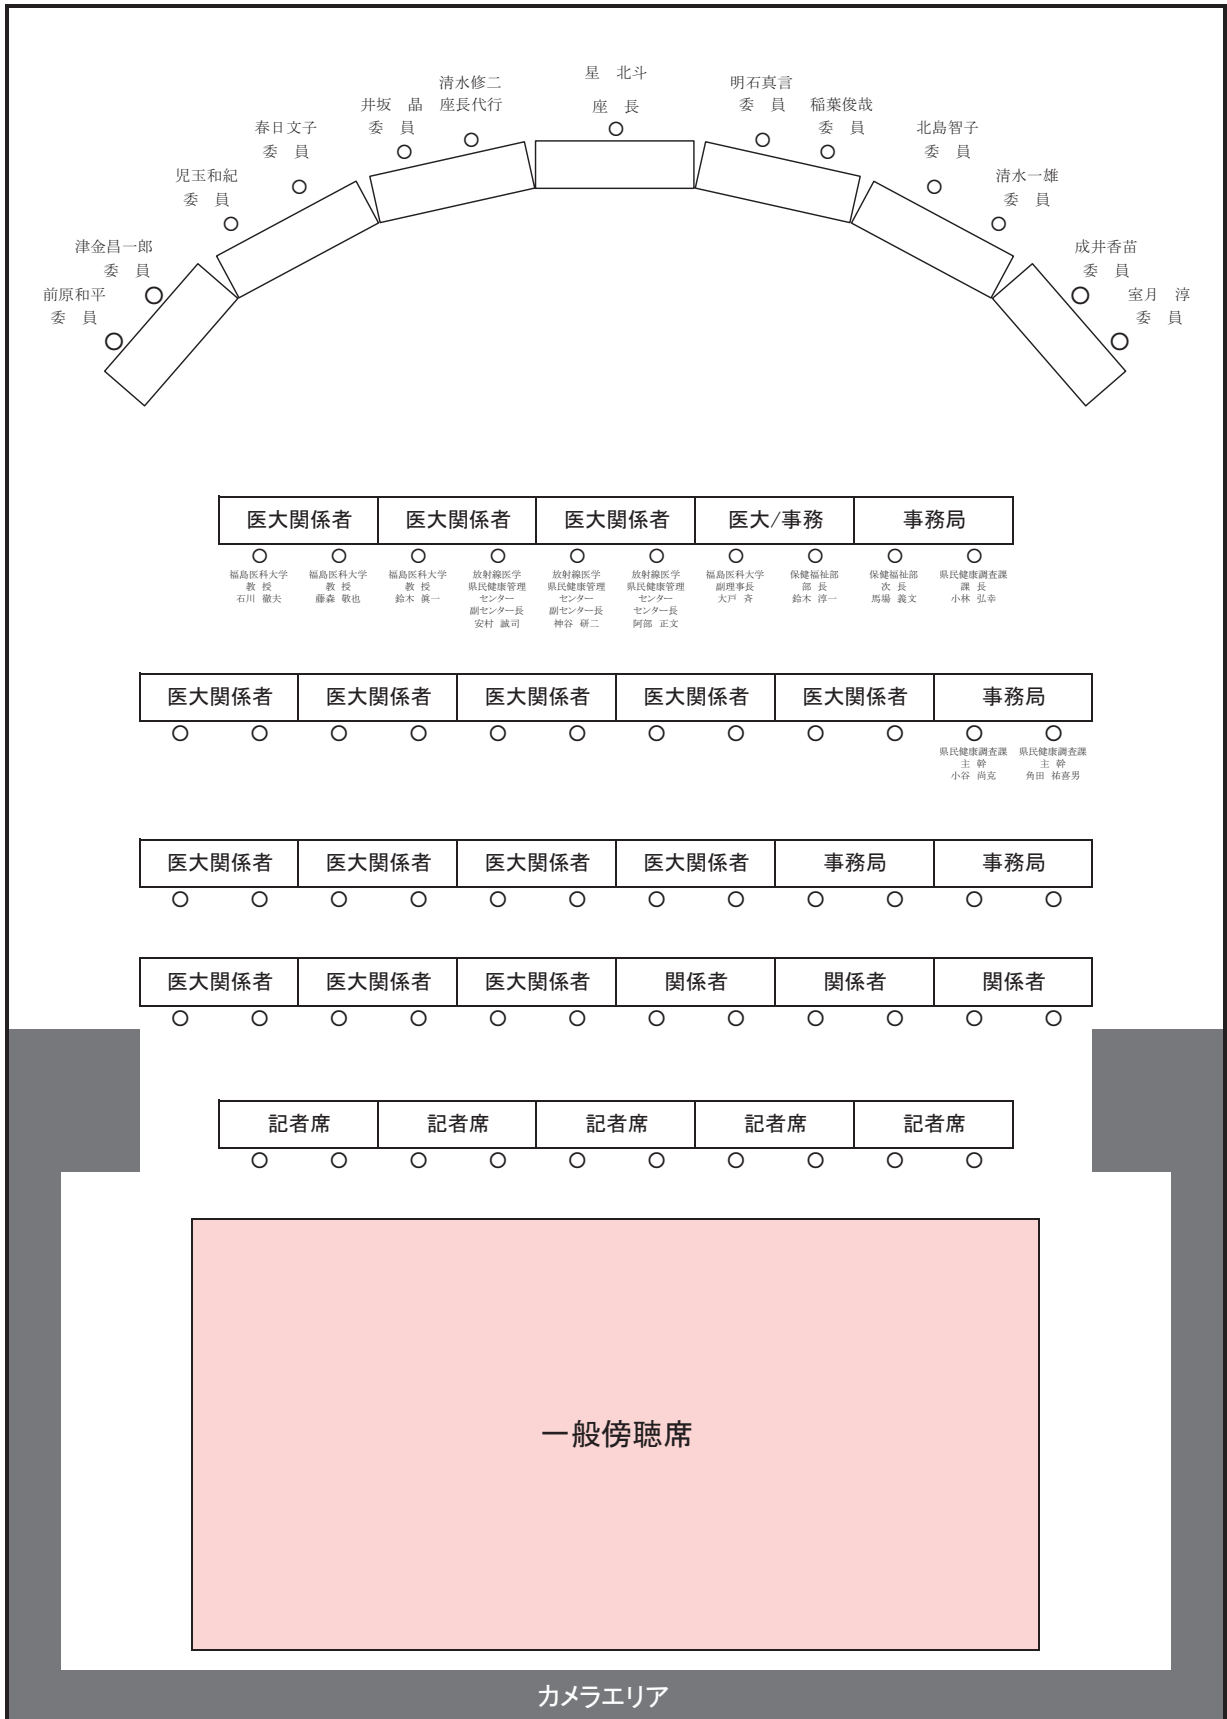 星　北斗
座　長
清水修二
座長代行
井坂　晶
委　員
春日文子
委　員
児玉和紀
委　員
津金昌一郎
委　員
前原和平
委　員
明石真言
委　員
稲葉俊哉
委　員
北島智子
委　員
清水一雄
委　員
成井香苗
委　員
室月　淳
委　員
医大関係者
医大関係者
医大関係者
医大/事務
事務局
福島医科大学
教 授
石川 徹夫
福島医科大学
教 授
藤森 敬也
福島医科大学
教 授
鈴木 眞一
放射線医学
県民健康管理
センター
副センター長
安村 誠司
放射線医学
県民健康管理
センター
副センター長
神谷 研二
放射線医学
県民健康管理
センター
センター長
阿部 正文
福島医科大学
副理事長
大戸 斉
保健福祉部
部 長
鈴木 淳一
保健福祉部
次 長
馬場 義文
県民健康調査課
課 長
小林 弘幸
医大関係者
医大関係者
医大関係者
医大関係者
医大関係者
事務局
県民健康調査課
主 幹
小谷 尚克
県民健康調査課
主 幹
角田 祐喜男
医大関係者
医大関係者
医大関係者
医大関係者
事務局
事務局
医大関係者
医大関係者
医大関係者
関係者
関係者
関係者
記者席
記者席
記者席
記者席
記者席
一般傍聴席
カメラエリア